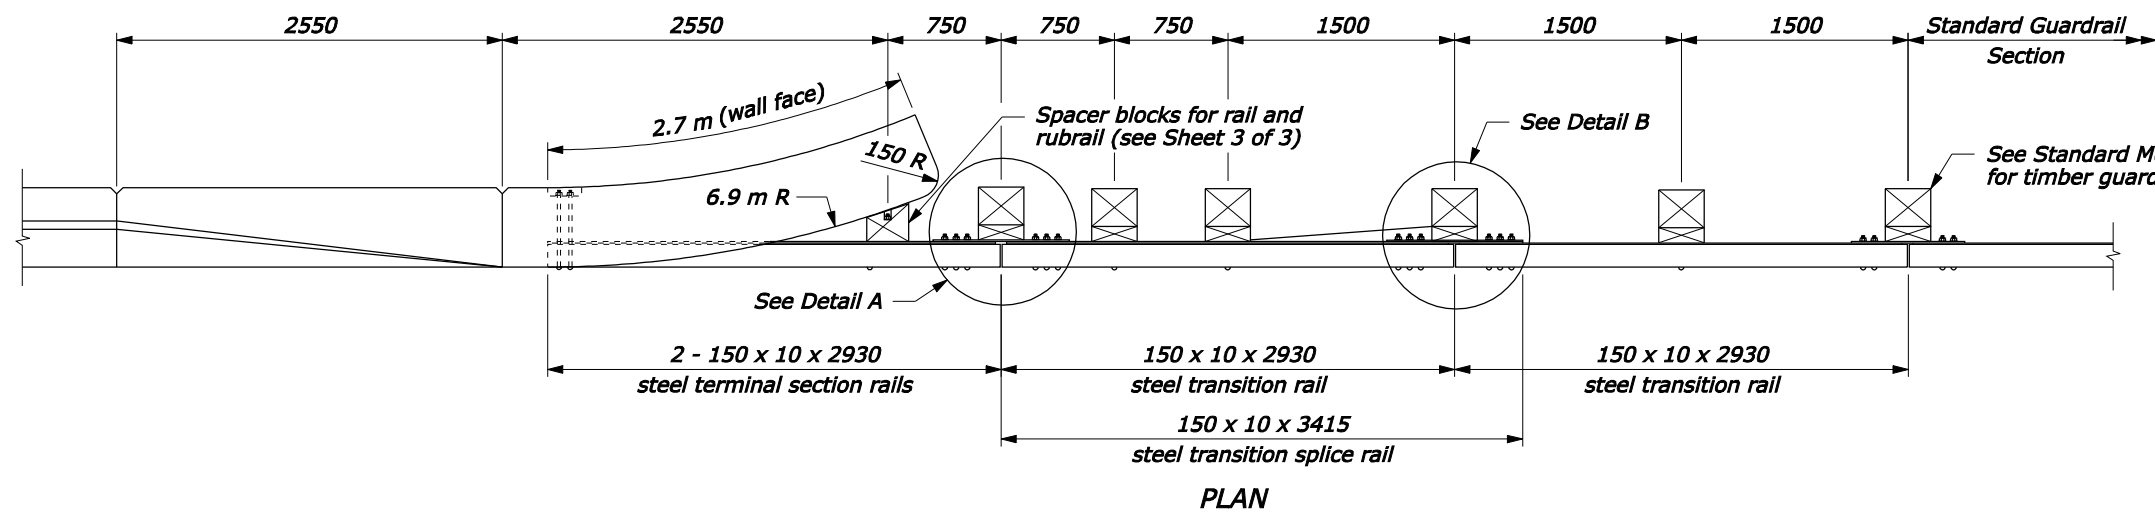 2550
2550
750
750
750
1500
1500
1500
Standard Guardrail
Section
2.7 m (wall face)
150 R
6.9 m R
Spacer blocks for rail and
rubrail (see Sheet 3 of 3)
See Detail B
See Standard M
for timber guard
See Detail A
2 - 150 x 10 x 2930
steel terminal section rails
150 x 10 x 2930
steel transition rail
150 x 10 x 2930
steel transition rail
150 x 10 x 3415
steel transition splice rail
PLAN